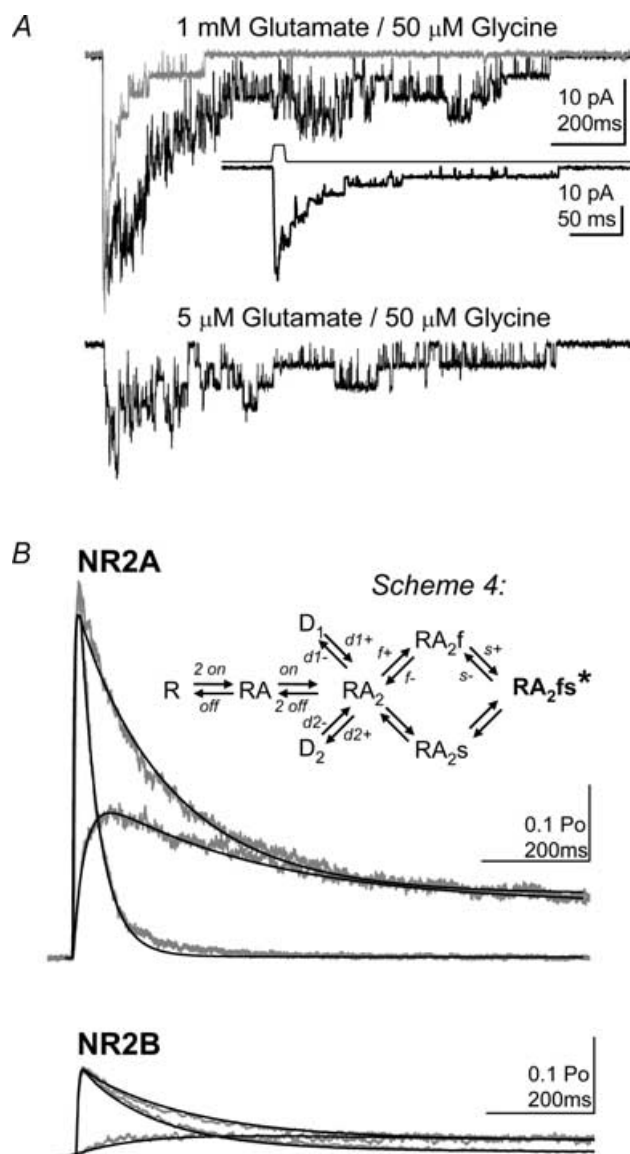 A
1 mM Glutamate / 50 μM Glycine
10 pA
200ms
10 pA
50 ms
5 μM Glutamate / 50 μM Glycine
B
NR2A
Scheme 4:
D1 d1+ RA2f
d1- f+ s+
2 on on f- s-
R RA RA2 RA2fs*
off 2 off
d2-
D2 d2+ RA2s
0.1 Po
200ms
NR2B
0.1 Po
200ms